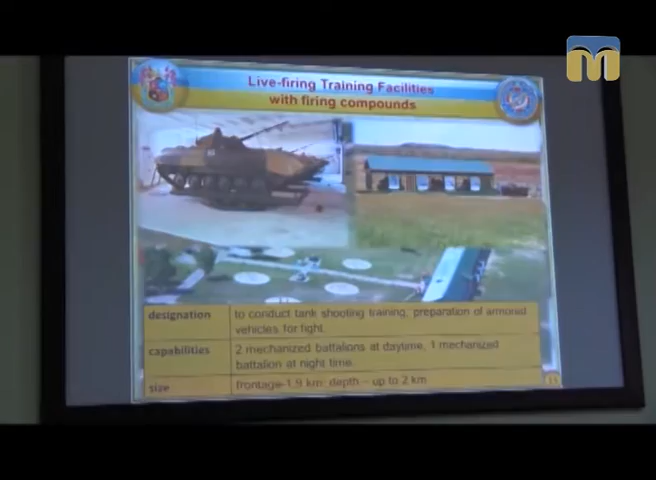 M
Live-firing Training Facilities
with firing compounds
designation
to conduct tank shooting training, preparation of armored
vehicles for fight.
capabilities
2 mechanized battalions at daytime, 1 mechanized
battalion at night time.
size
frontage-1,9 km; depth – up to 2 km
11